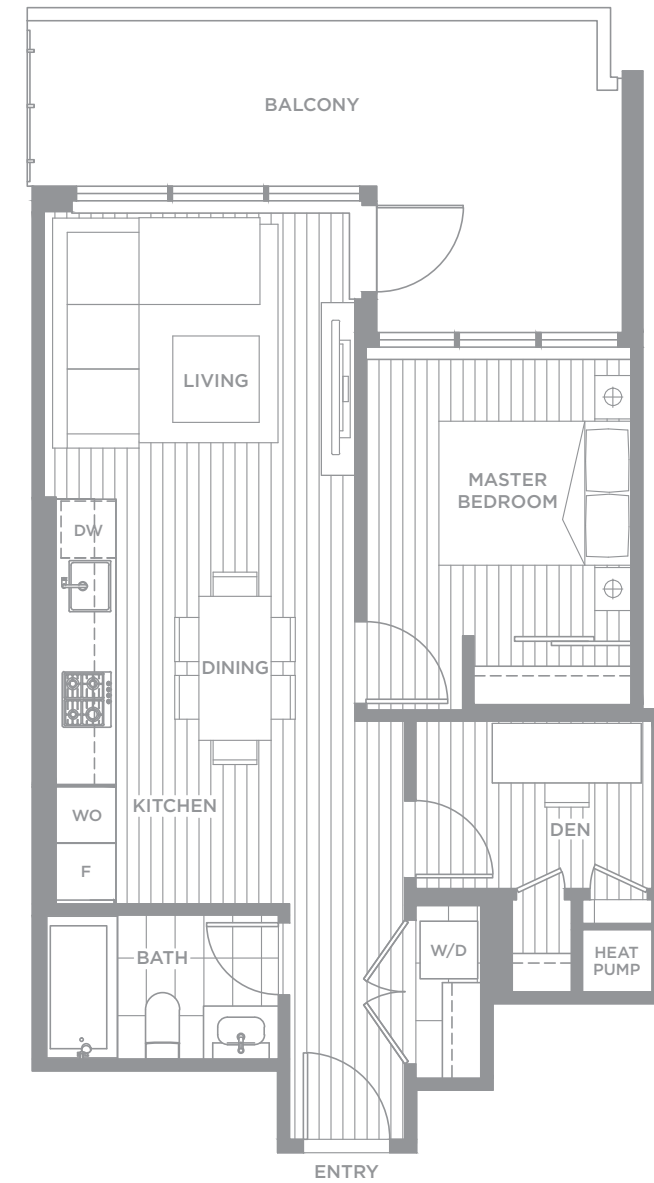 BALCONY
LIVING
MASTER
BEDROOM
DW
DINING
KITCHEN
WO
DEN
F
BATH
W/D
HEAT
PUMP
ENTRY